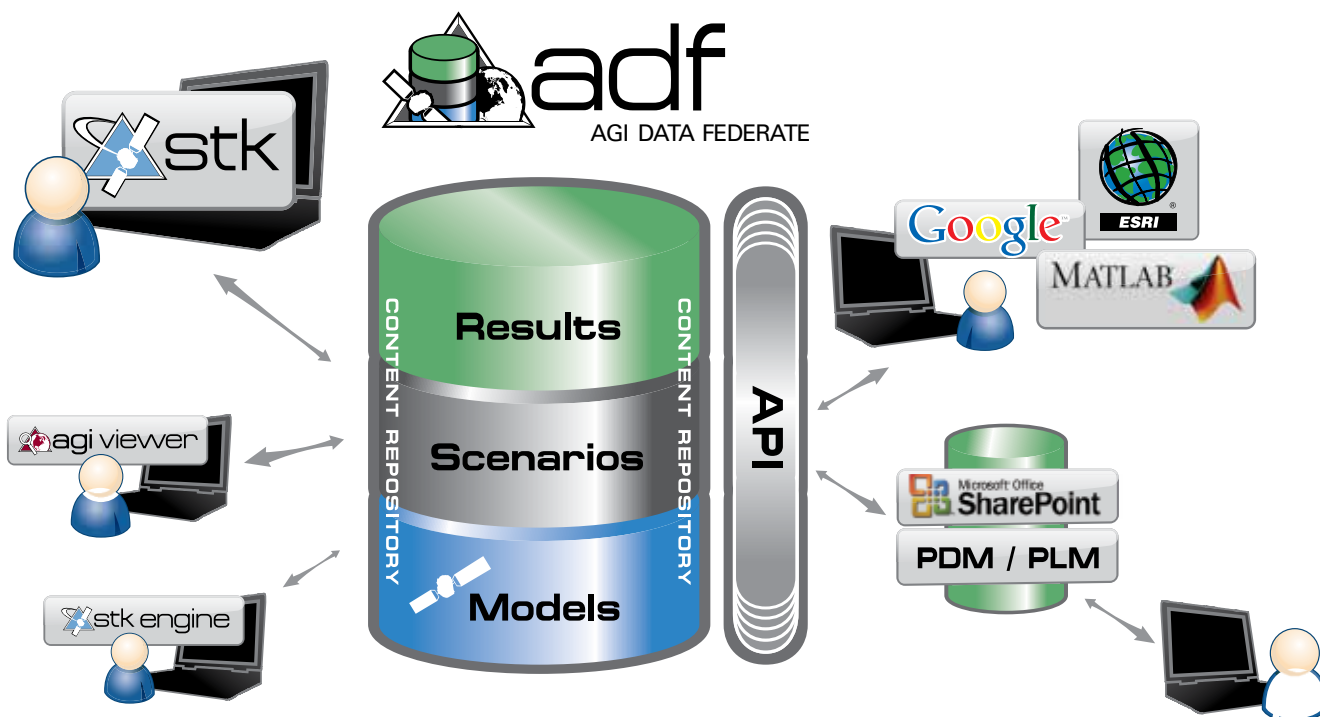 adf
AGI DATA FEDERATE
stk
agi viewer
stk engine
CONTENT REPOSITORY
Results
Scenarios
Models
CONTENT REPOSITORY
API
Google™
ESRI
®
MATLAB
Microsoft Office
SharePoint
PDM / PLM